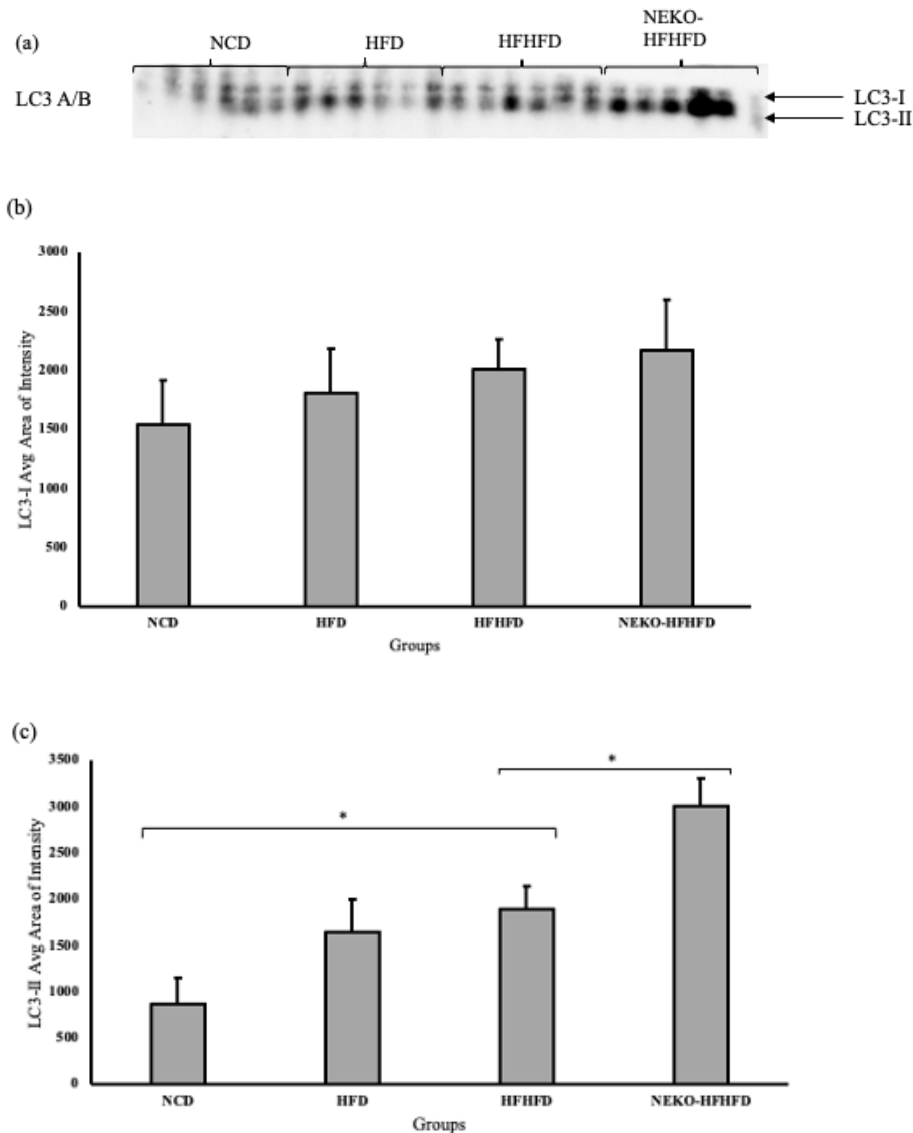 (a)
NCD
HFD
HFHFD
NEKO-
HFHFD
LC3 A/B
LC3-I
LC3-II
(b)
3000
2500
2000
1500
1000
500
0
LC3-I Avg Area of Intensity
NCD
HFD
HFHFD
NEKO-HFHFD
Groups
(c)
3500
3000
2500
2000
1500
1000
500
0
LC3-II Avg Area of Intensity
*
*
NCD
HFD
HFHFD
NEKO-HFHFD
Groups